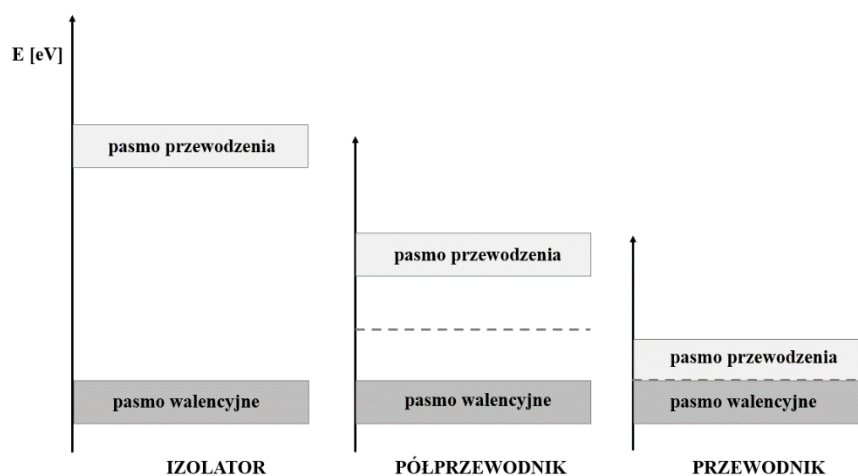 E [eV]
pasmo przewodzenia
pasmo walencyjne
IZOLATOR
pasmo przewodzenia
pasmo walencyjne
PÓŁPRZEWODNIK
pasmo przewodzenia
pasmo walencyjne
PRZEWODNIK